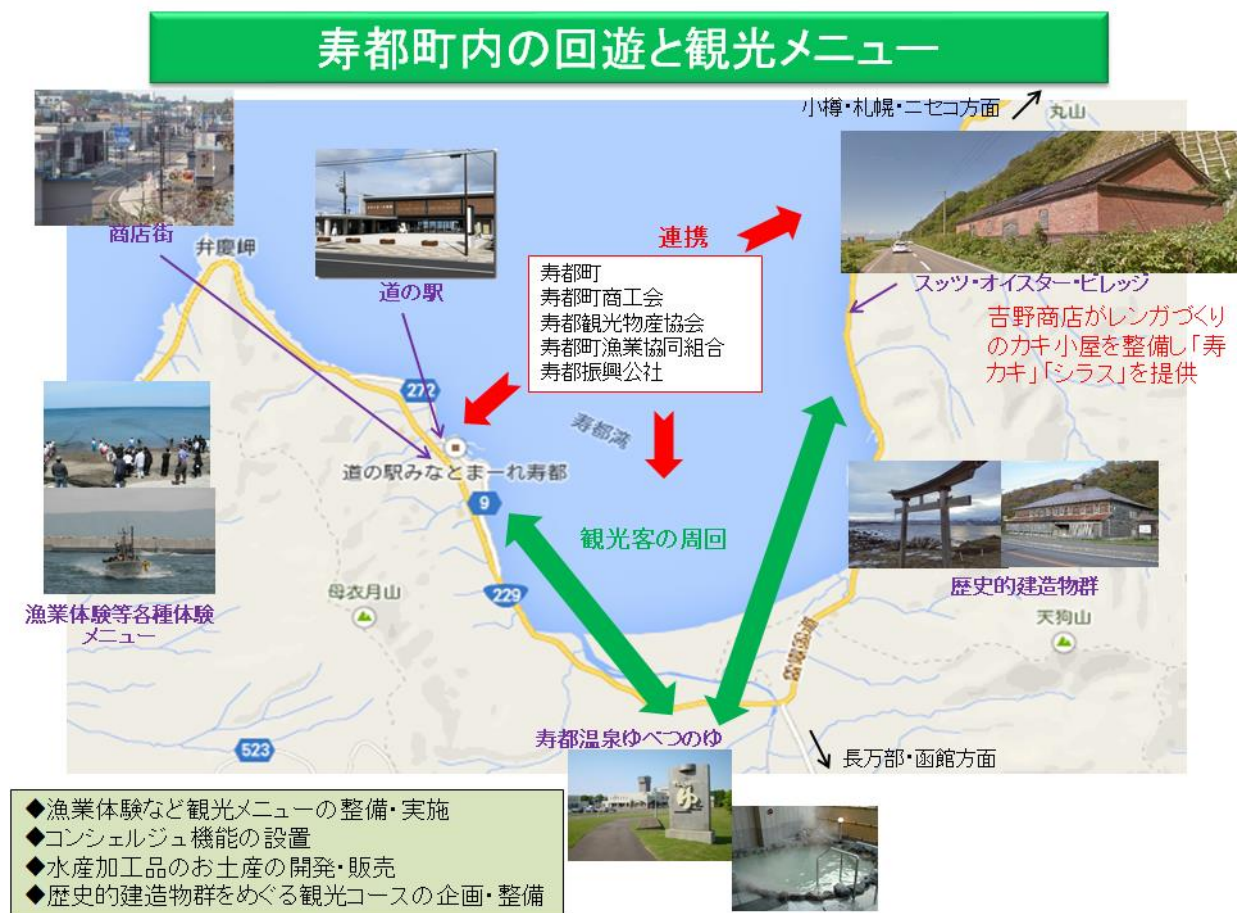 寿都町内の回遊と観光メニュー
小樽・札幌・ニセコ方面
丸山
商店街
弁慶岬
道の駅
連携
寿都町
寿都町商工会
寿都観光物産協会
寿都町漁業協同組合
寿都振興公社
スッツ・オイスター・ビレッジ
吉野商店がレンガづくり
のカキ小屋を整備し「寿
カキ」「シラス」を提供
272
寿都湾
道の駅みなとまーれ寿都
9
観光客の周回
歴史的建造物群
母衣月山
229
天狗山
漁業体験等各種体験
メニュー
523
寿都温泉ゆべつのゆ
長万部・函館方面
ゆ
◆漁業体験など観光メニューの整備・実施
◆コンシェルジュ機能の設置
◆水産加工品のお土産の開発・販売
◆歴史的建造物群をめぐる観光コースの企画・整備